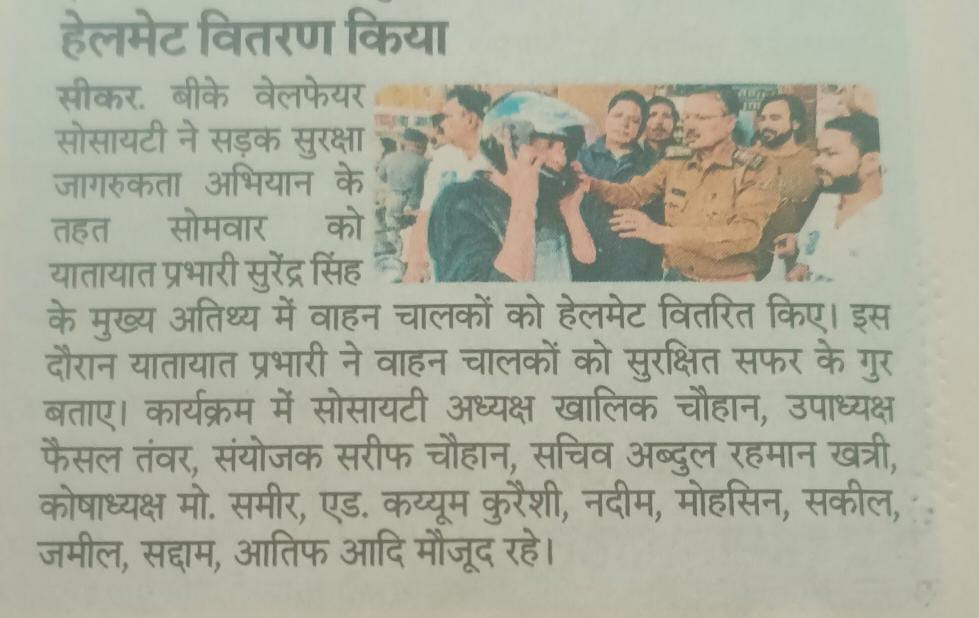 हेलमेट वितरण किया
सीकर. बीके वेलफेयर
सोसायटी ने सड़क सुरक्षा
जागरुकता अभियान के
तहत सोमवार को
यातायात प्रभारी सुरेंद्र सिंह
के मुख्य अतिथ्य में वाहन चालकों को हेलमेट वितरित किए। इस
दौरान यातायात प्रभारी ने वाहन चालकों को सुरक्षित सफर के गुर
बताए। कार्यक्रम में सोसायटी अध्यक्ष खालिक चौहान, उपाध्यक्ष
फैसल तंवर, संयोजक सरीफ चौहान, सचिव अब्दुल रहमान खत्री,
कोषाध्यक्ष मो. समीर, एड. कय्यूम कुरैशी, नदीम, मोहसिन, सकील,
जमील, सद्दाम, आतिफ आदि मौजूद रहे।